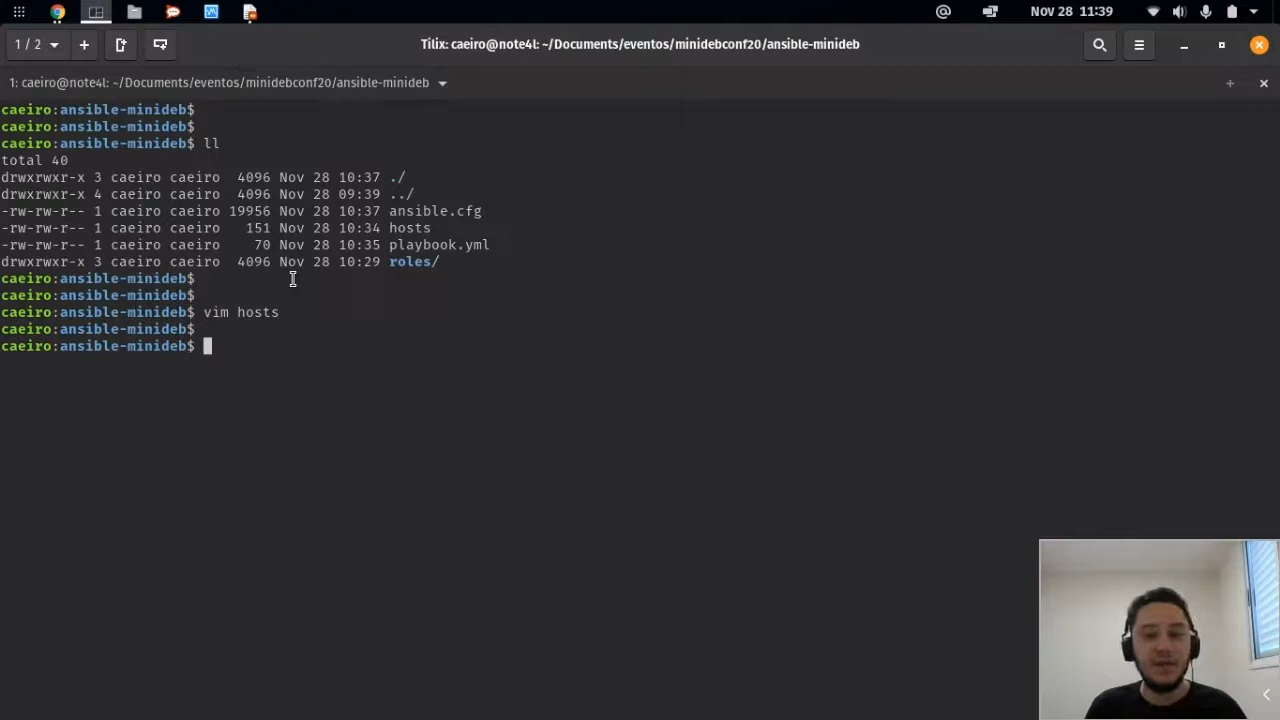 Nov 28 11:39
1 / 2
Tilix: caeiro@note4l: ~/Documents/eventos/minidebconf20/ansible-minideb
1: caeiro@note4l: ~/Documents/eventos/minidebconf20/ansible-minideb
caeiro:ansible-minideb$
caeiro:ansible-minideb$
caeiro:ansible-minideb$ ll
total 40
drwxrwxr-x 3 caeiro caeiro  4096 Nov 28 10:37 ./
drwxrwxr-x 4 caeiro caeiro  4096 Nov 28 09:39 ../
-rw-rw-r-- 1 caeiro caeiro 19956 Nov 28 10:37 ansible.cfg
-rw-rw-r-- 1 caeiro caeiro   151 Nov 28 10:34 hosts
-rw-rw-r-- 1 caeiro caeiro    70 Nov 28 10:35 playbook.yml
drwxrwxr-x 3 caeiro caeiro  4096 Nov 28 10:29 roles/
caeiro:ansible-minideb$
caeiro:ansible-minideb$
caeiro:ansible-minideb$ vim hosts
caeiro:ansible-minideb$
caeiro:ansible-minideb$